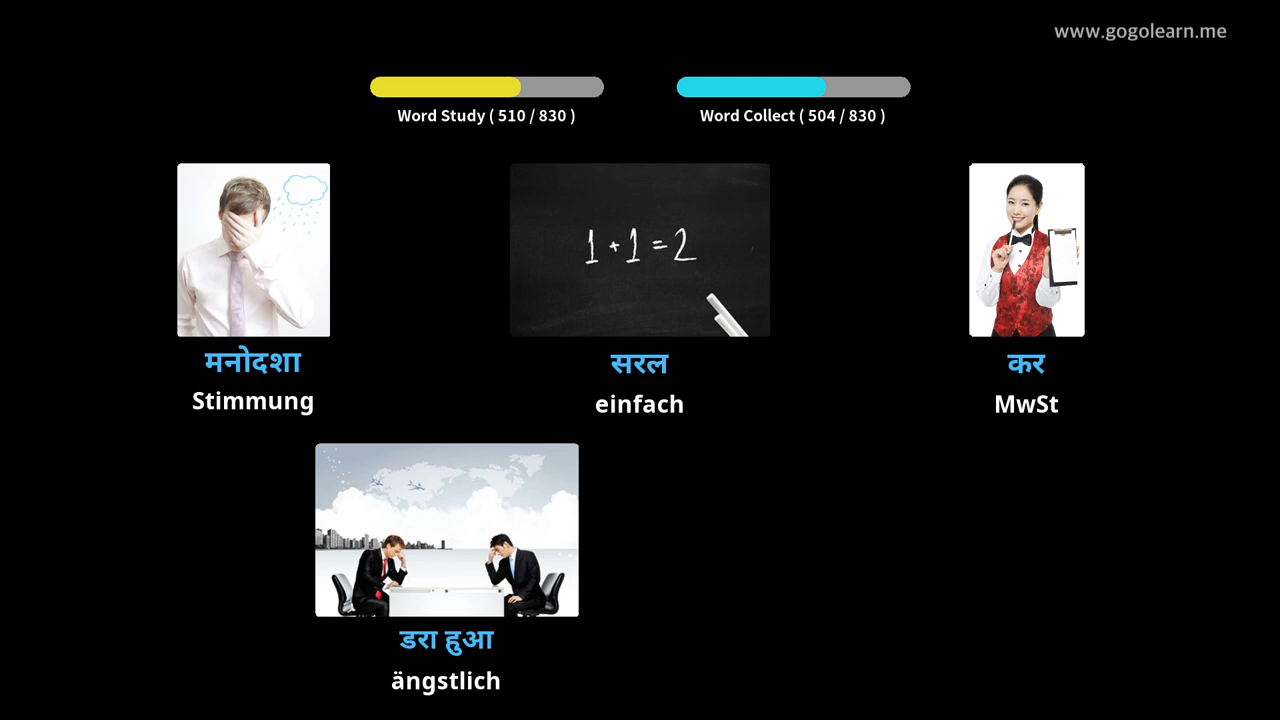 www.gogolearn.me
Word Study ( 510 / 830 )
Word Collect ( 504 / 830 )
1+1=2
मनोदशा
Stimmung
सरल
einfach
कर
MwSt
डरा हुआ
ängstlich